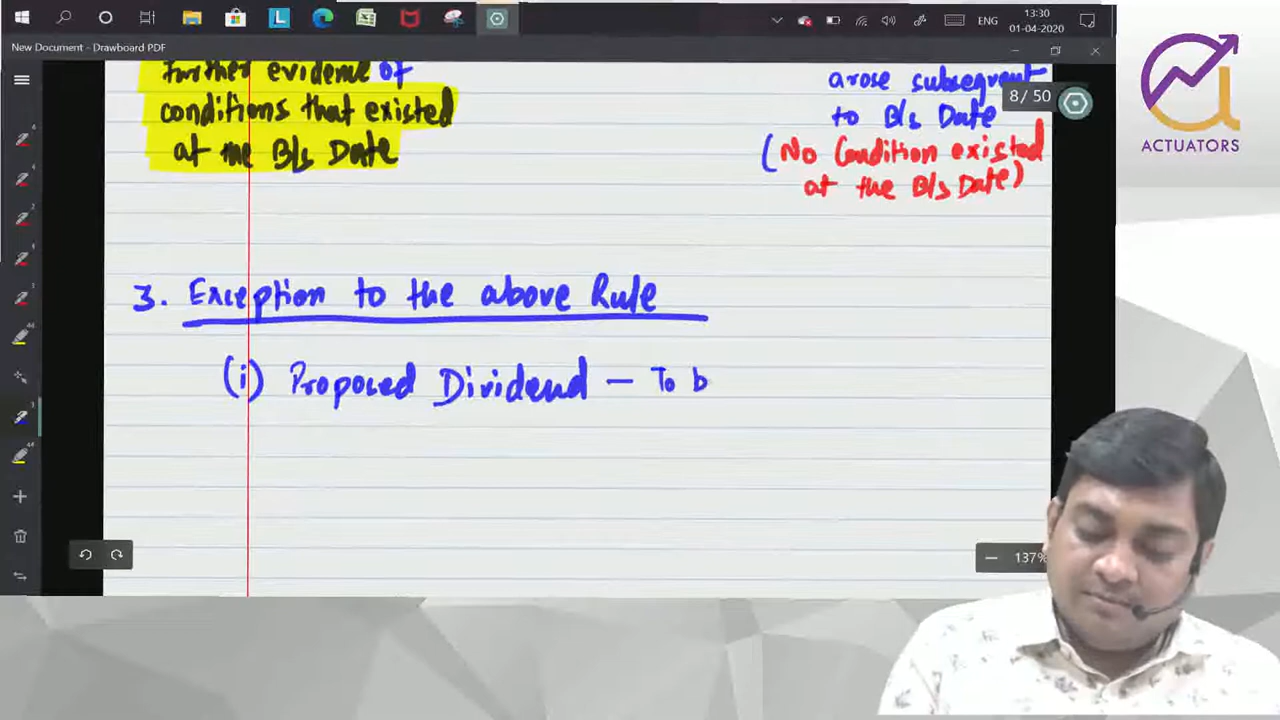 ENG
13:30
01-04-2020
New Document - Drawboard PDF
further evidence of
conditions that existed
at the B/s Date
arose subsequent
to B/s Date
(No Condition existed
at the B/s Date)
8 / 50
ACTUATORS
3. Exception to the above Rule
(i) Proposed Dividend — To b
137%